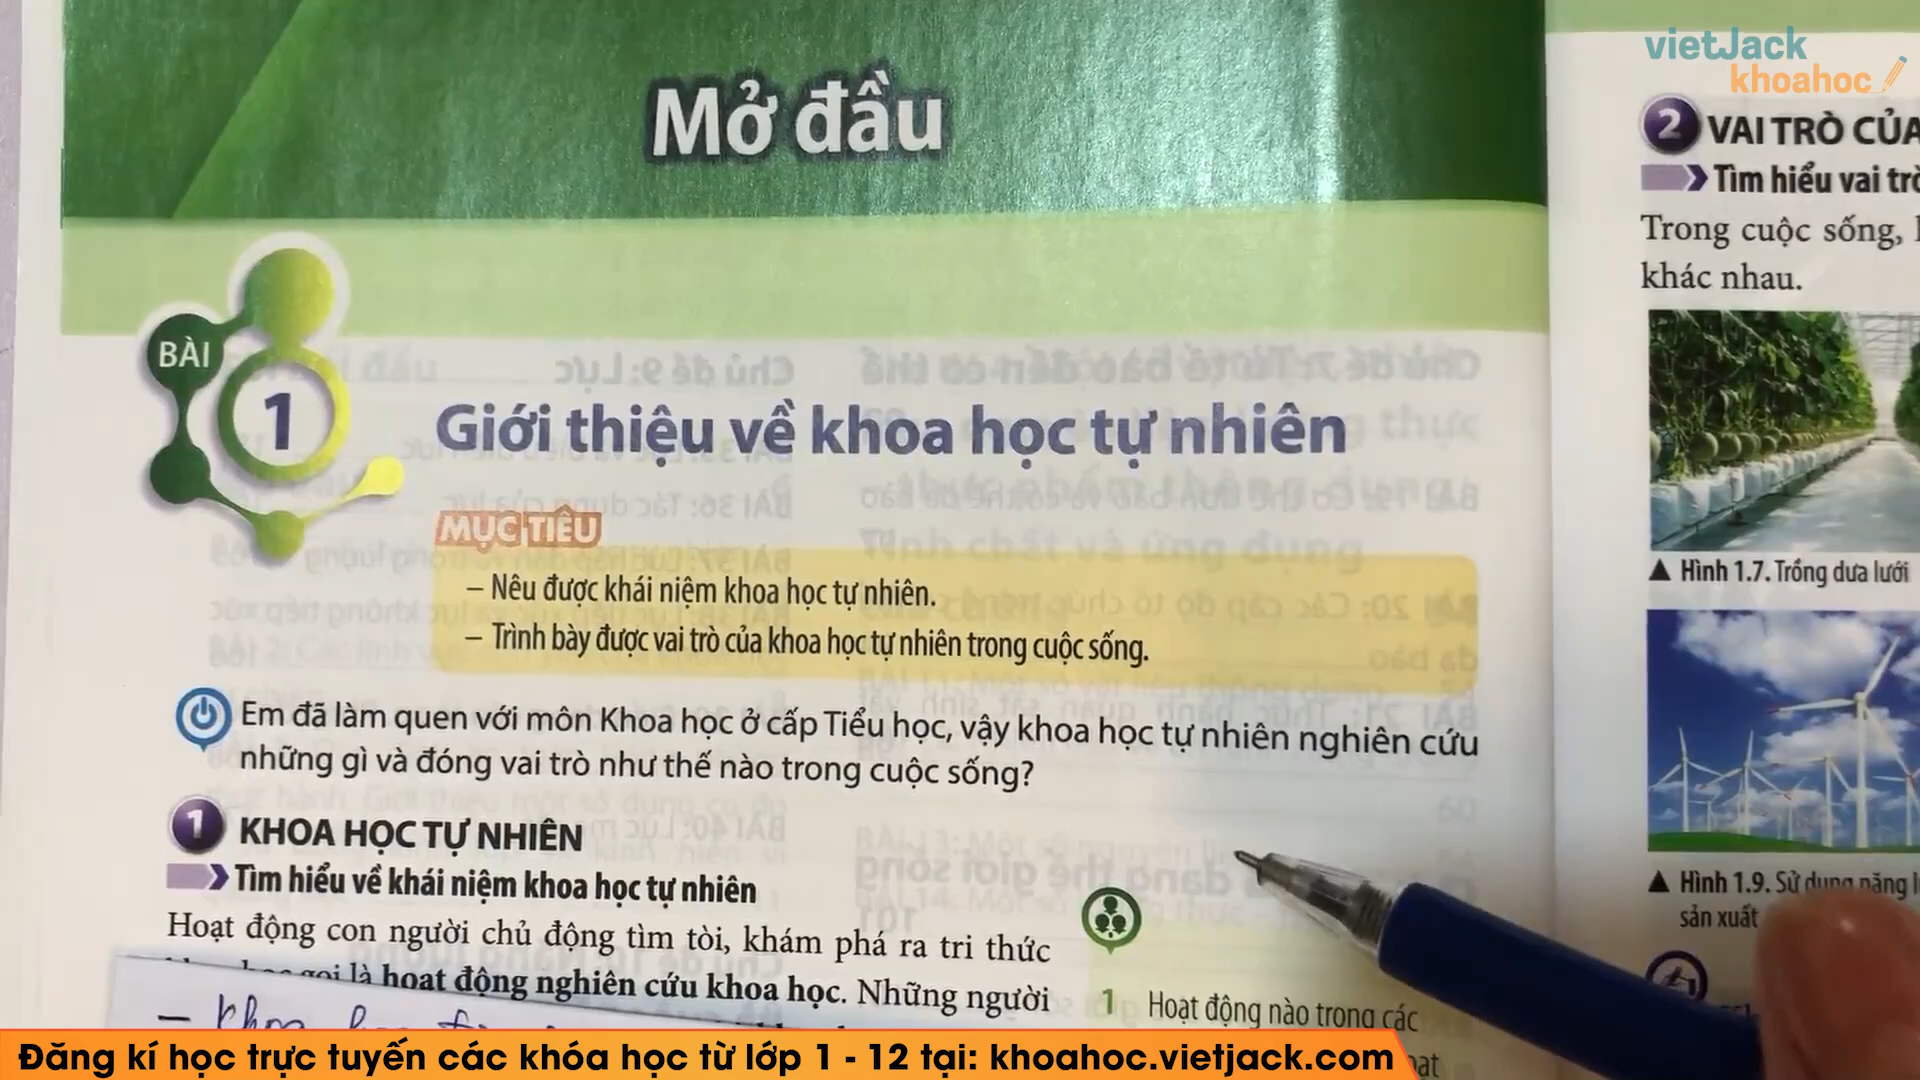 Mở đầu
BÀI
1
Giới thiệu về khoa học tự nhiên
MỤC TIÊU
– Nêu được khái niệm khoa học tự nhiên.
– Trình bày được vai trò của khoa học tự nhiên trong cuộc sống.
Em đã làm quen với môn Khoa học ở cấp Tiểu học, vậy khoa học tự nhiên nghiên cứu
những gì và đóng vai trò như thế nào trong cuộc sống?
1 KHOA HỌC TỰ NHIÊN
Tìm hiểu về khái niệm khoa học tự nhiên
Hoạt động con người chủ động tìm tòi, khám phá ra tri thức
gọi là hoạt động nghiên cứu khoa học. Những người
– khoa học
1 Hoạt động nào trong các
vietJack
khoahoc
2 VAI TRÒ CỦA
Tìm hiểu vai trò
Trong cuộc sống,
khác nhau.
▲ Hình 1.7. Trồng dưa lưới
▲ Hình 1.9. Sử dụng năng
sản xuất
Đăng kí học trực tuyến các khóa học từ lớp 1 - 12 tại: khoahoc.vietjack.com